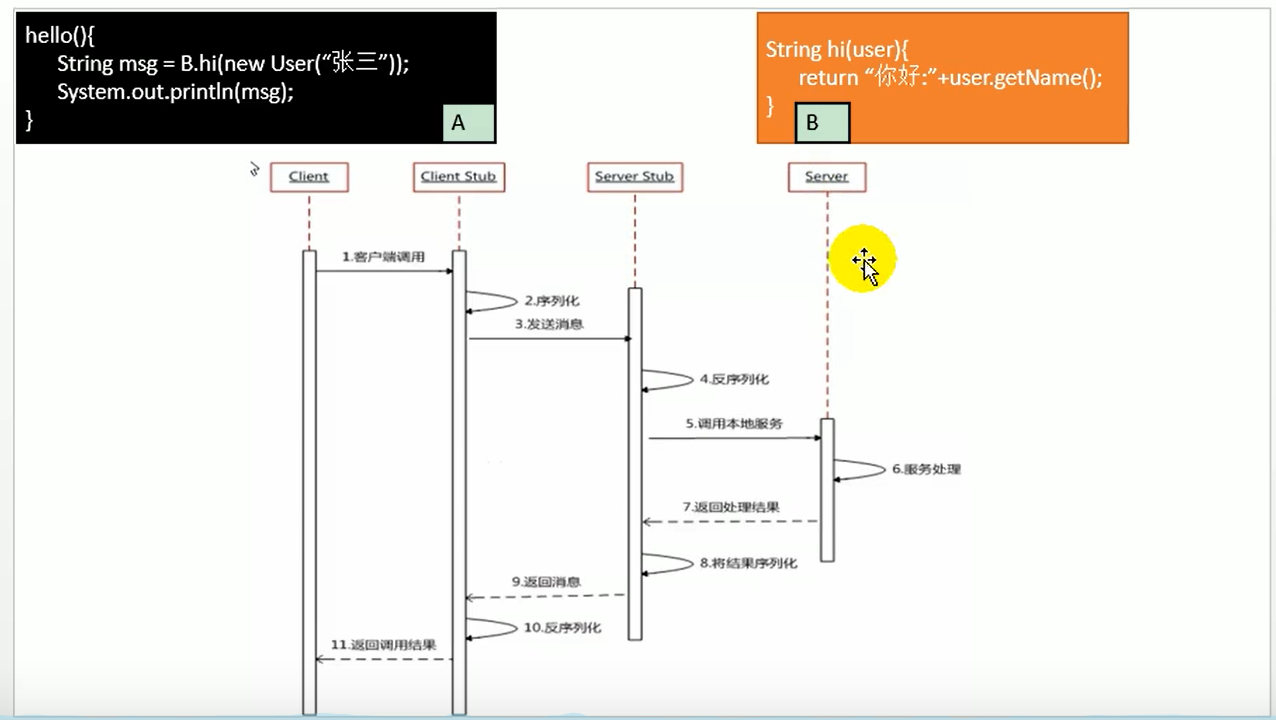 hello(){
String msg = B.hi(new User(“张三”));
System.out.println(msg);
}
A
String hi(user){
return “你好:”+user.getName();
}
B
Client
Client Stub
Server Stub
Server
1.客户端调用
2.序列化
3.发送消息
4.反序列化
5.调用本地服务
6.服务处理
7.返回处理结果
8.将结果序列化
9.返回消息
10.反序列化
11.返回调用结果